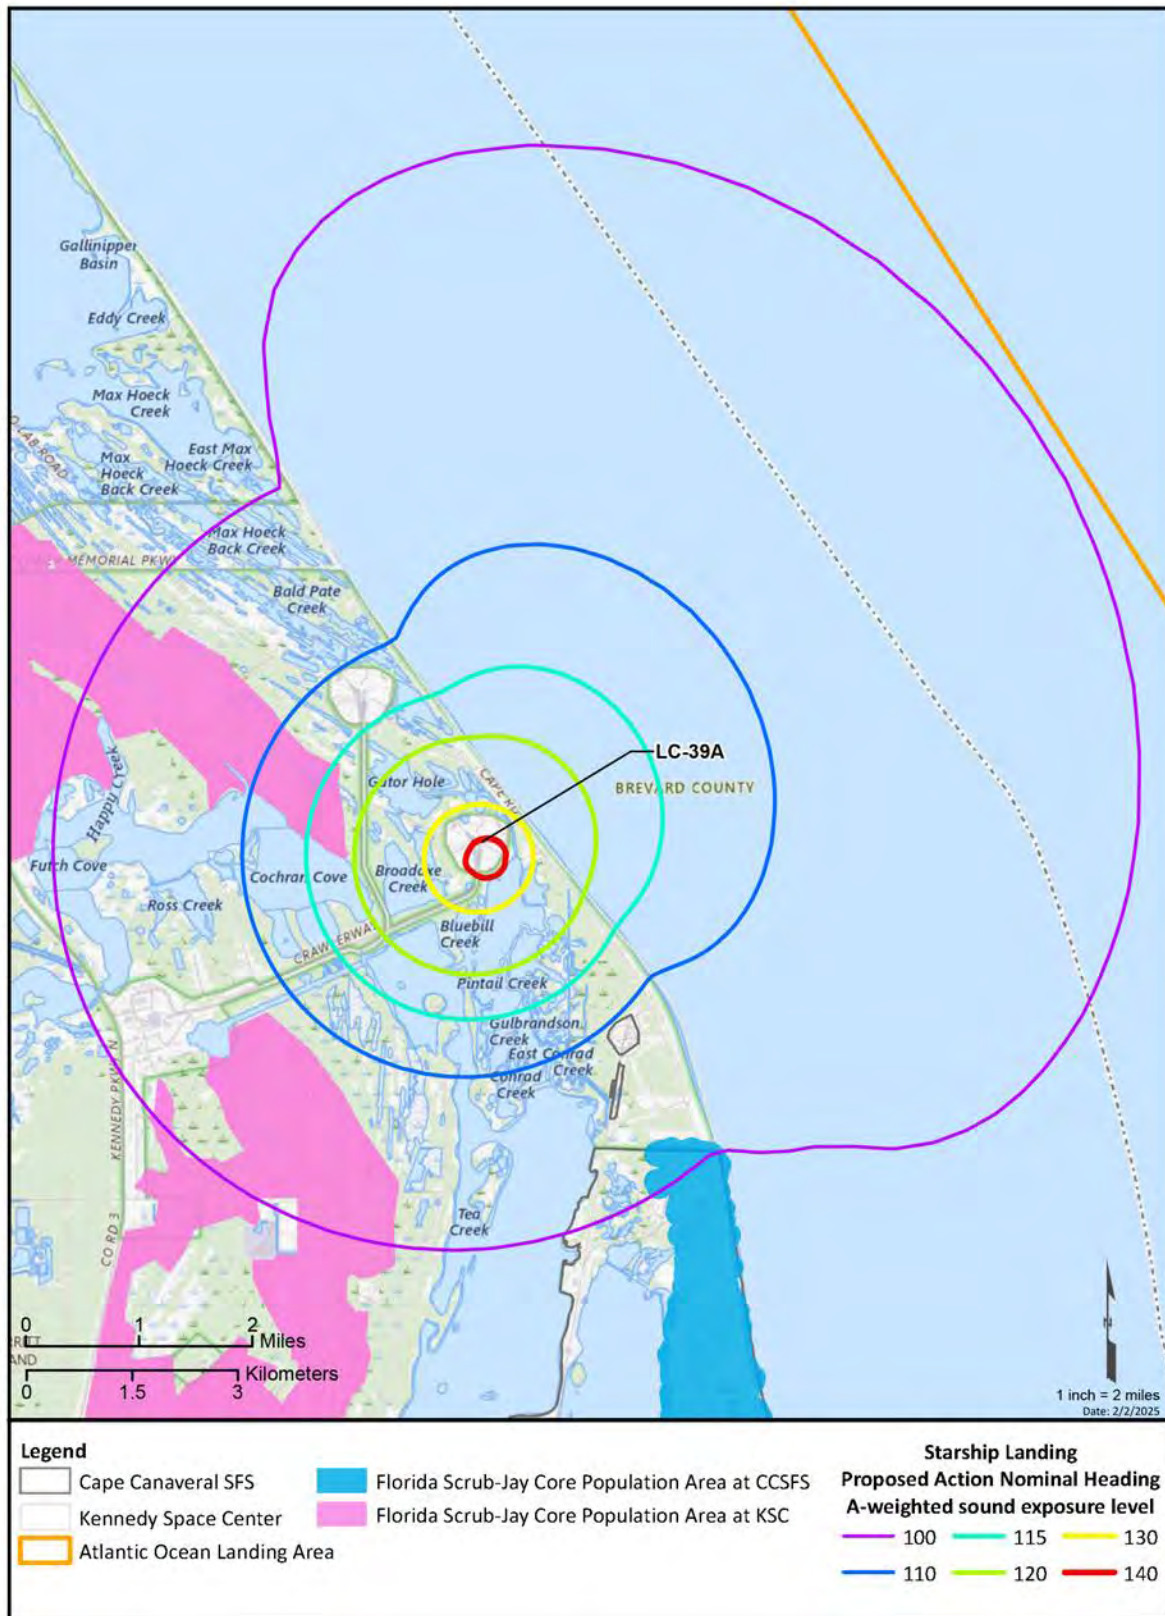 Gallinipper
Basin
Eddy Creek
Max Hoeck
Creek
East Max
Hoeck Creek
Max
Hoeck
Back Creek
ROAD
Max Hoeck
Back Creek
MEMORIAL PKWY
Bald Pate
Creek
LC-39A
Gator Hole
CAPE RD
BREVARD COUNTY
Happy Creek
Futch Cove
Cochran Cove
Broadaxe
Creek
Ross Creek
Bluebill
Creek
CRAWLERWAY
Pintail Creek
Gulbrandson
Creek
East Conrad
Creek
Conrad
Creek
KENNEDY PKWY N
Tea
Creek
CO RD 3
0 1 2
Miles
Kilometers
0 1.5 3
N
1 inch = 2 miles
Date: 2/2/2025
Legend
Cape Canaveral SFS
Kennedy Space Center
Atlantic Ocean Landing Area
Florida Scrub-Jay Core Population Area at CCSFS
Florida Scrub-Jay Core Population Area at KSC
Starship Landing
Proposed Action Nominal Heading
A-weighted sound exposure level
100 115 130
110 120 140